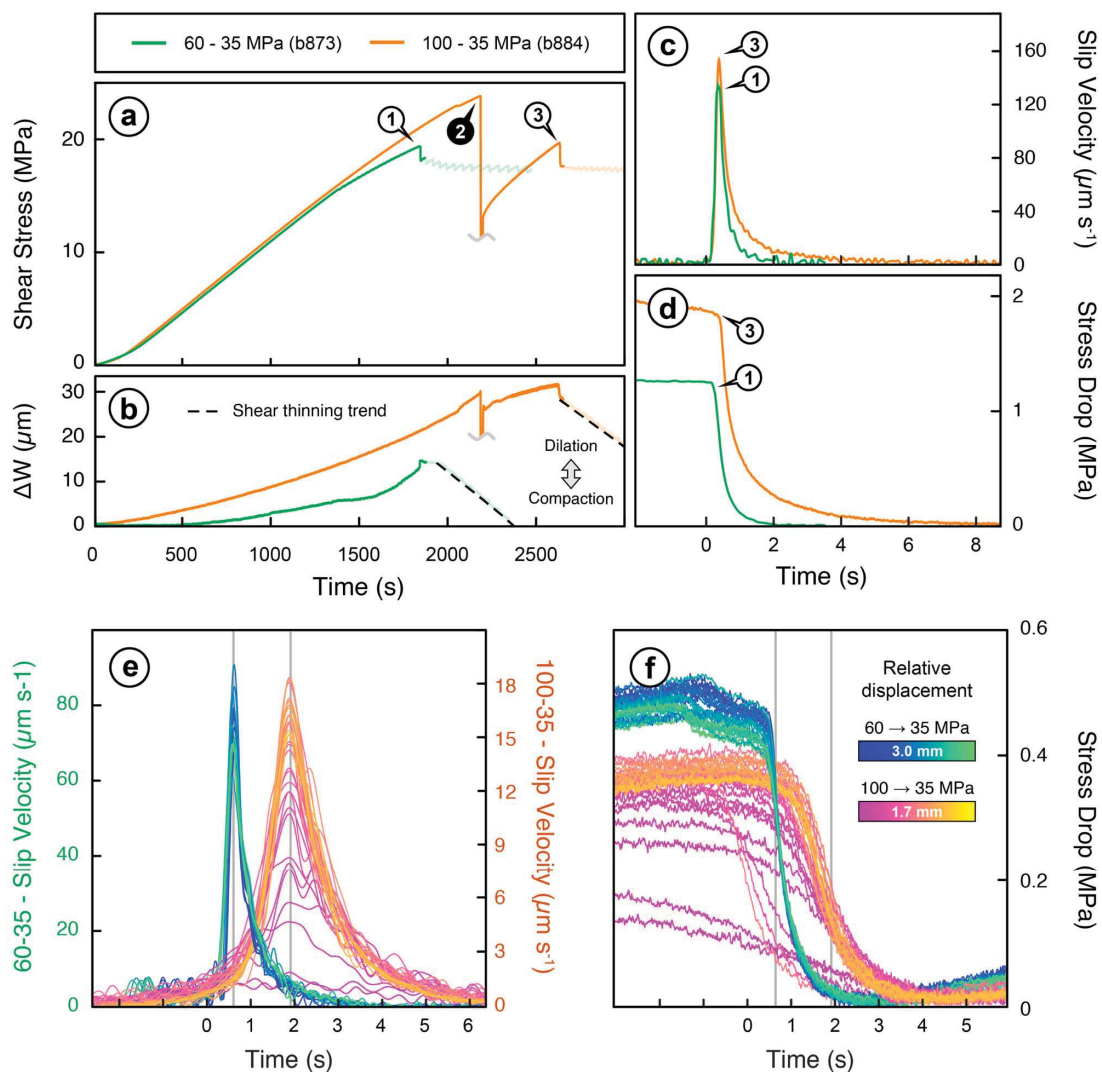 60 - 35 MPa (b873)
100 - 35 MPa (b884)
a
Shear Stress (MPa)
20
10
0
1
2
3
b
ΔW (μm)
30
20
10
0
Shear thinning trend
Dilation
Compaction
0
500
1000
1500
2000
2500
Time (s)
c
3
1
Slip Velocity (μm s-1)
160
120
80
40
0
d
3
1
Stress Drop (MPa)
2
1
0
0
2
4
6
8
Time (s)
e
60-35 - Slip Velocity (μm s-1)
80
60
40
20
0
100-35 - Slip Velocity (μm s-1)
18
15
12
9
6
3
0
0
1
2
3
4
5
6
Time (s)
f
Relative
displacement
60 → 35 MPa
3.0 mm
100 → 35 MPa
1.7 mm
Stress Drop (MPa)
0.6
0.4
0.2
0
0
1
2
3
4
5
Time (s)